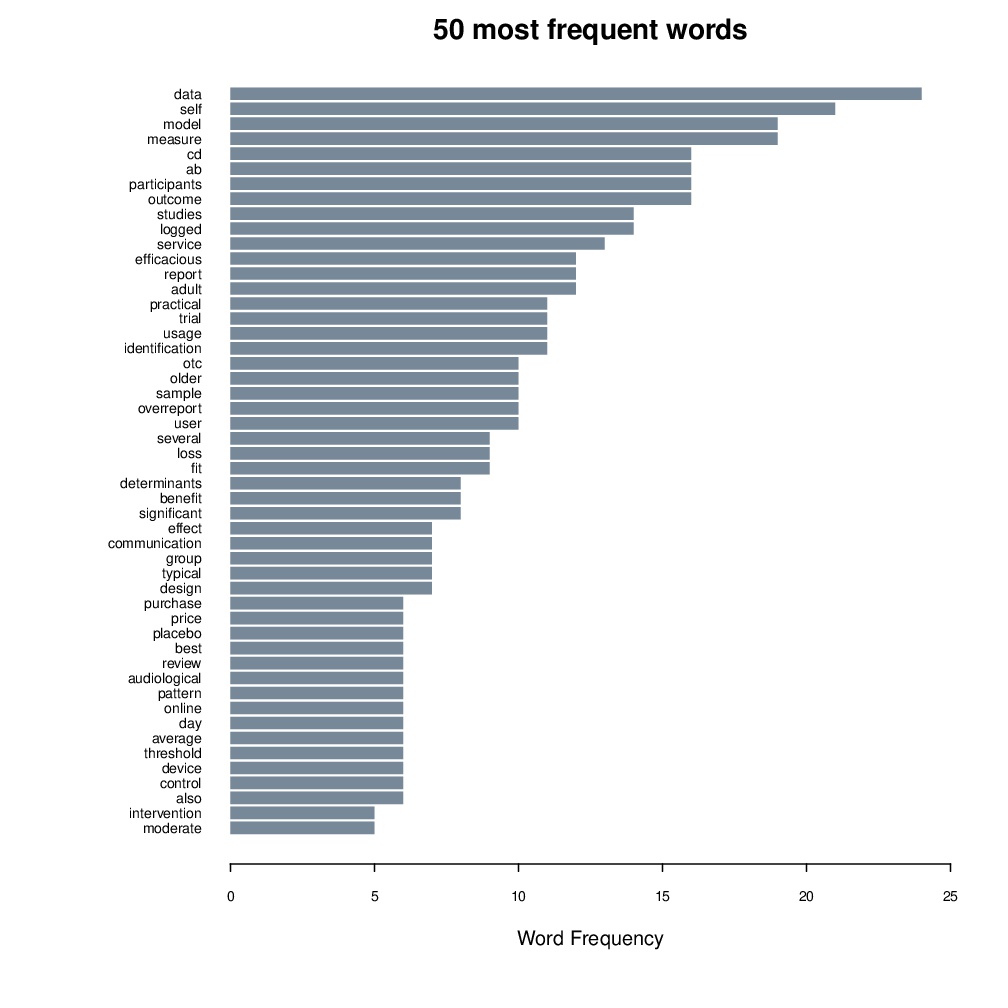 50 most frequent words
data
self
model
measure
cd
ab
participants
outcome
studies
logged
service
efficacious
report
adult
practical
trial
usage
identification
otc
older
sample
overreport
user
several
loss
fit
determinants
benefit
significant
effect
communication
group
typical
design
purchase
price
placebo
best
review
audiological
pattern
online
day
average
threshold
device
control
also
intervention
moderate
0 5 10 15 20 25
Word Frequency